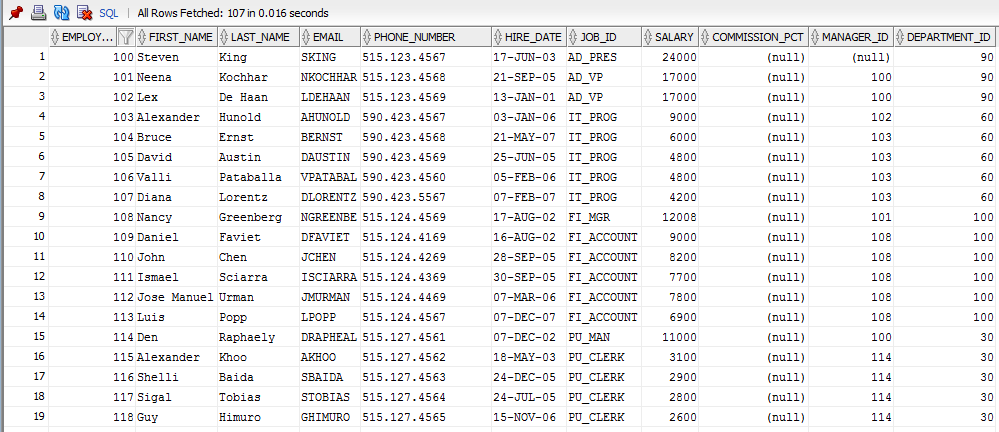 SQL | All Rows Fetched: 107 in 0.016 seconds
EMPLOY... FIRST_NAME LAST_NAME EMAIL PHONE_NUMBER HIRE_DATE JOB_ID SALARY COMMISSION_PCT MANAGER_ID DEPARTMENT_ID
1 100 Steven King SKING 515.123.4567 17-JUN-03 AD_PRES 24000 (null) (null) 90
2 101 Neena Kochhar NKOCHHAR 515.123.4568 21-SEP-05 AD_VP 17000 (null) 100 90
3 102 Lex De Haan LDEHAAN 515.123.4569 13-JAN-01 AD_VP 17000 (null) 100 90
4 103 Alexander Hunold AHUNOLD 590.423.4567 03-JAN-06 IT_PROG 9000 (null) 102 60
5 104 Bruce Ernst BERNST 590.423.4568 21-MAY-07 IT_PROG 6000 (null) 103 60
6 105 David Austin DAUSTIN 590.423.4569 25-JUN-05 IT_PROG 4800 (null) 103 60
7 106 Valli Pataballa VPATABAL 590.423.4560 05-FEB-06 IT_PROG 4800 (null) 103 60
8 107 Diana Lorentz DLORENTZ 590.423.5567 07-FEB-07 IT_PROG 4200 (null) 103 60
9 108 Nancy Greenberg NGREENBE 515.124.4569 17-AUG-02 FI_MGR 12008 (null) 101 100
10 109 Daniel Faviet DFAVIET 515.124.4169 16-AUG-02 FI_ACCOUNT 9000 (null) 108 100
11 110 John Chen JCHEN 515.124.4269 28-SEP-05 FI_ACCOUNT 8200 (null) 108 100
12 111 Ismael Sciarra ISCIARRA 515.124.4369 30-SEP-05 FI_ACCOUNT 7700 (null) 108 100
13 112 Jose Manuel Urman JMURMAN 515.124.4469 07-MAR-06 FI_ACCOUNT 7800 (null) 108 100
14 113 Luis Popp LPOPP 515.124.4567 07-DEC-07 FI_ACCOUNT 6900 (null) 108 100
15 114 Den Raphaely DRAPHEAL 515.127.4561 07-DEC-02 PU_MAN 11000 (null) 100 30
16 115 Alexander Khoo AKHOO 515.127.4562 18-MAY-03 PU_CLERK 3100 (null) 114 30
17 116 Shelli Baida SBAIDA 515.127.4563 24-DEC-05 PU_CLERK 2900 (null) 114 30
18 117 Sigal Tobias STOBIAS 515.127.4564 24-JUL-05 PU_CLERK 2800 (null) 114 30
19 118 Guy Himuro GHIMURO 515.127.4565 15-NOV-06 PU_CLERK 2600 (null) 114 30